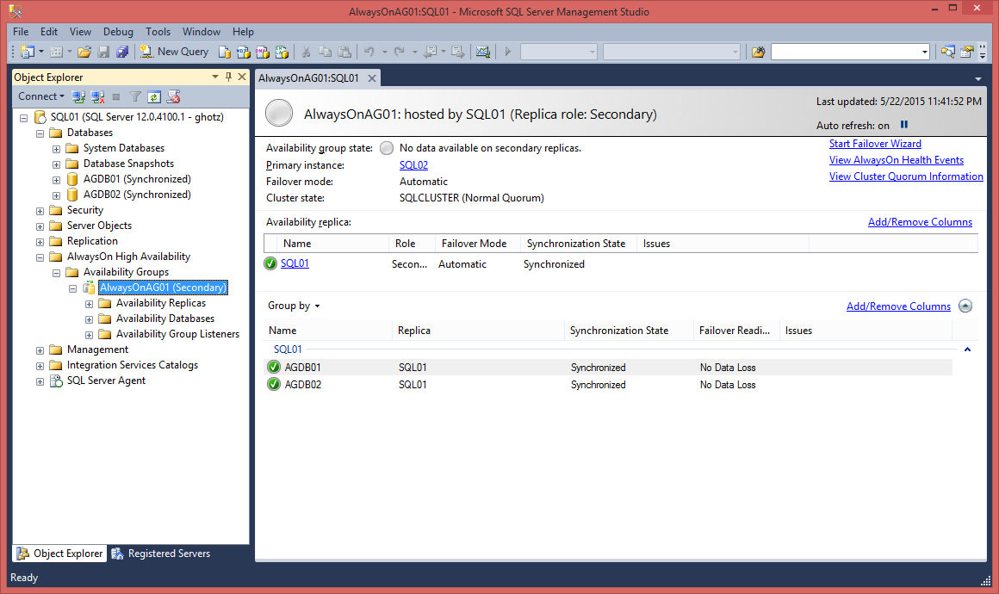 AlwaysOnAG01:SQL01 - Microsoft SQL Server Management Studio
File Edit View Debug Tools Window Help
New Query
Object Explorer
Connect
SQL01 (SQL Server 12.0.4100.1 - ghotz)
Databases
System Databases
Database Snapshots
AGDB01 (Synchronized)
AGDB02 (Synchronized)
Security
Server Objects
Replication
AlwaysOn High Availability
Availability Groups
AlwaysOnAG01 (Secondary)
Availability Replicas
Availability Databases
Availability Group Listeners
Management
Integration Services Catalogs
SQL Server Agent
Object Explorer Registered Servers
AlwaysOnAG01:SQL01
AlwaysOnAG01: hosted by SQL01 (Replica role: Secondary)
Last updated: 5/22/2015 11:41:52 PM
Auto refresh: on
Availability group state: No data available on secondary replicas.
Primary instance: SQL02
Failover mode: Automatic
Cluster state: SQLCLUSTER (Normal Quorum)
Start Failover Wizard
View AlwaysOn Health Events
View Cluster Quorum Information
Availability replica: Add/Remove Columns
Name Role Failover Mode Synchronization State Issues
SQL01 Secon... Automatic Synchronized
Group by Add/Remove Columns
Name Replica Synchronization State Failover Readi... Issues
SQL01
AGDB01 SQL01 Synchronized No Data Loss
AGDB02 SQL01 Synchronized No Data Loss
Ready